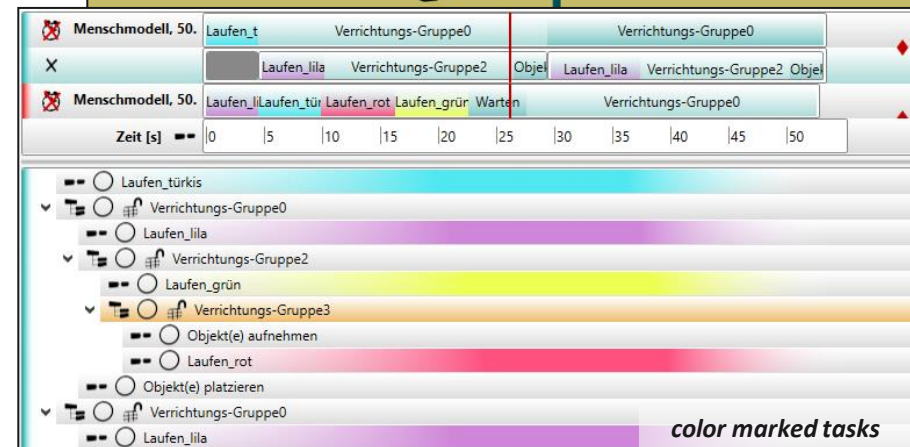 Menschmodell, 50. Laufen_t Verrichtungs-Gruppe0 Verrichtungs-Gruppe0
X Laufen_lila Verrichtungs-Gruppe2 Objek Laufen_lila Verrichtungs-Gruppe2 Objek
Menschmodell, 50. Laufen_li Laufen_tür Laufen_rot Laufen_grür Warten Verrichtungs-Gruppe0
Zeit [s] 0 5 10 15 20 25 30 35 40 45 50
Laufen_türkis
Verrichtungs-Gruppe0
Laufen_lila
Verrichtungs-Gruppe2
Laufen_grün
Verrichtungs-Gruppe3
Objekt(e) aufnehmen
Laufen_rot
Objekt(e) platzieren
Verrichtungs-Gruppe0
Laufen_lila
color marked tasks